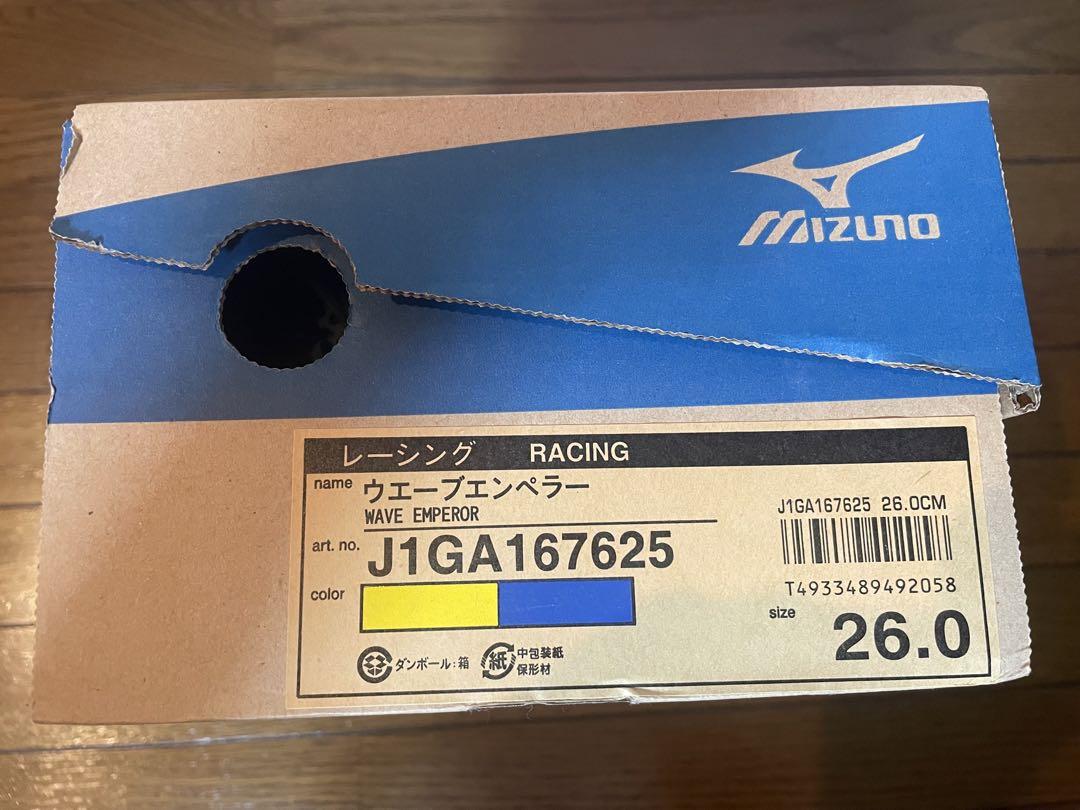 MIZUNO
レーシング RACING
name ウエーブエンペラー
WAVE EMPEROR
art. no. J1GA167625
color
J1GA167625 26.0CM
T4933489492058
size 26.0
ダンボール:箱
紙 中包装紙
保形材